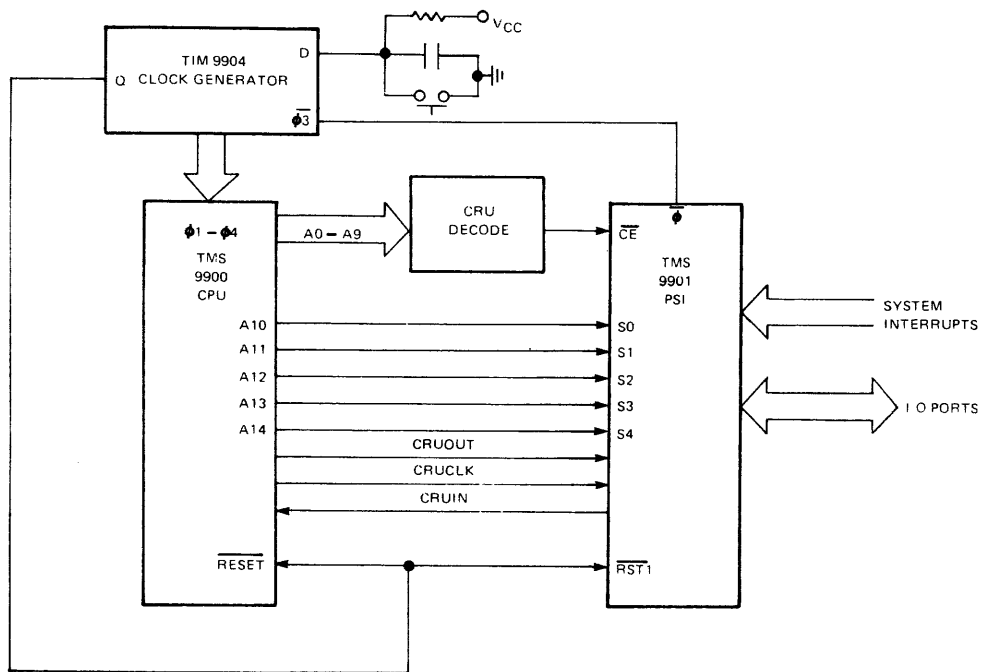 VCC
TIM 9904
CLOCK GENERATOR
D
Q
ϕ3
ϕ1 – ϕ4
TMS
9900
CPU
A0 – A9
CRU
DECODE
ϕ
CE
TMS
9901
PSI
SYSTEM
INTERRUPTS
A10
S0
A11
S1
A12
S2
A13
S3
A14
S4
I O PORTS
CRUOUT
CRUCLK
CRUIN
RESET
RST1